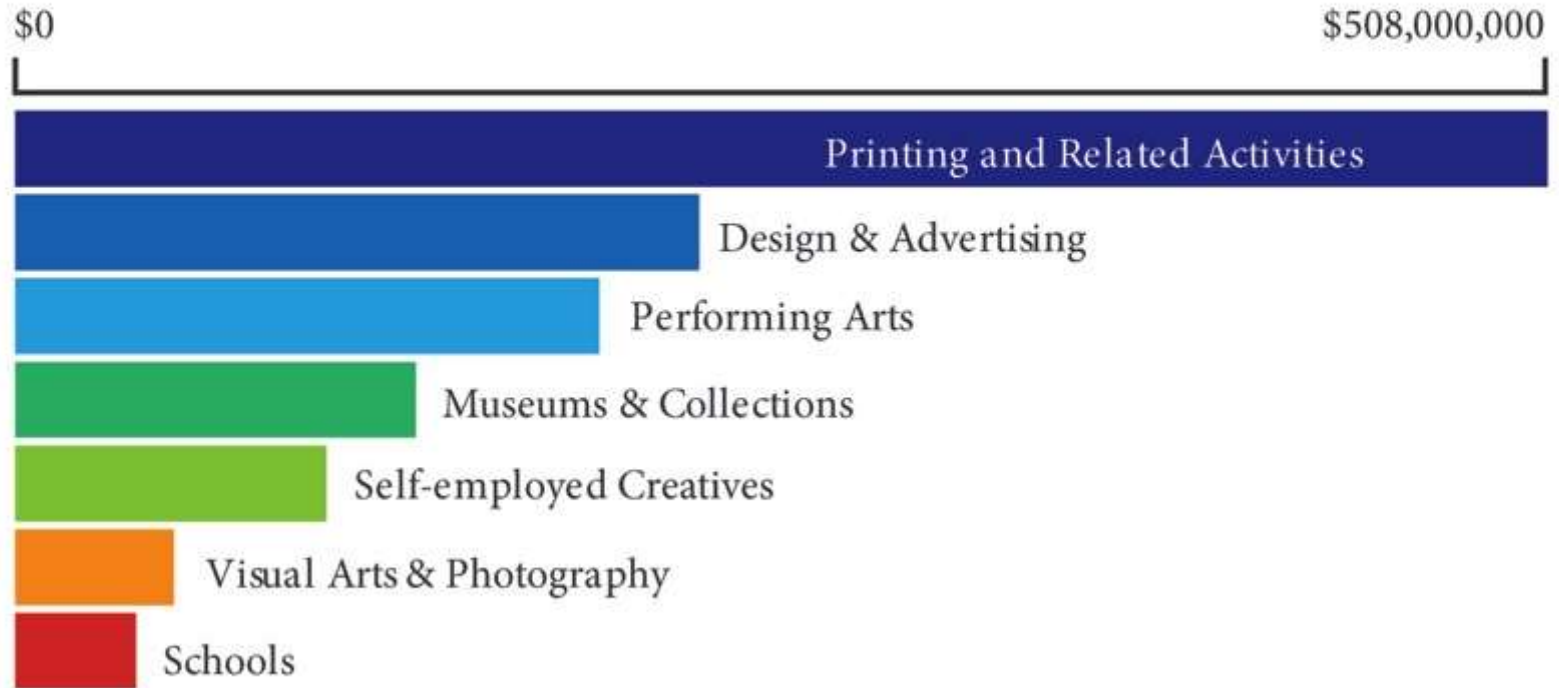 $0
$508,000,000
Printing and Related Activities
Design & Advertising
Performing Arts
Museums & Collections
Self-employed Creatives
Visual Arts & Photography
Schools